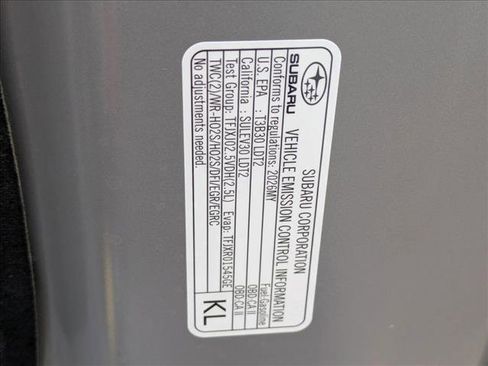 SUBARU CORPORATION
SUBARU VEHICLE EMISSION CONTROL INFORMATION
Conforms to regulations: 2026MY Fuel:Gasoline
U.S. EPA : T3B30 LDT2 OBD:CA II
California : SULEV30 LDT2 OBD:CA II
Test Group: TFJXJ02.5VDH(2.5L) Evap: TFJXR0154SGE
TWC(2)/WR-HO2S/HO2S/DFI/EGR/EGRC
No adjustments needed.
KL